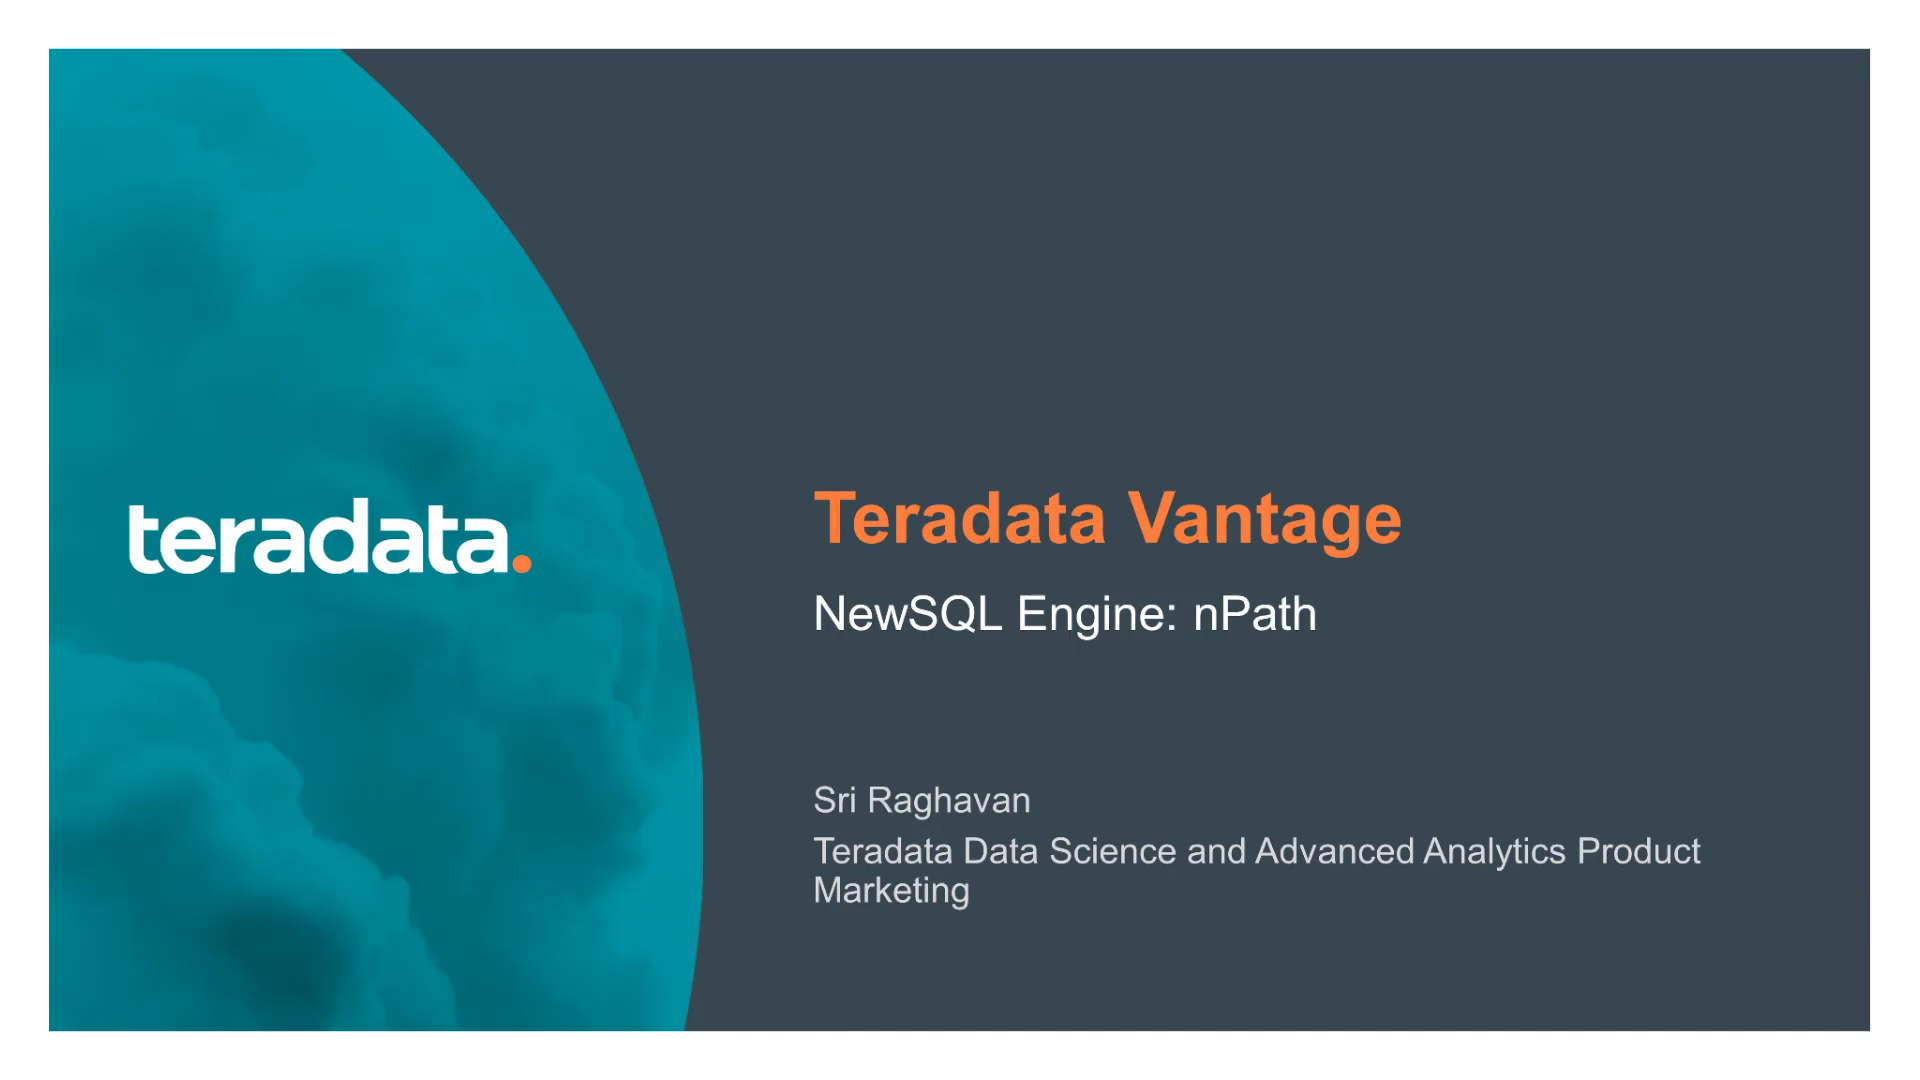 teradata.
Teradata Vantage
NewSQL Engine: nPath
Sri Raghavan
Teradata Data Science and Advanced Analytics Product
Marketing